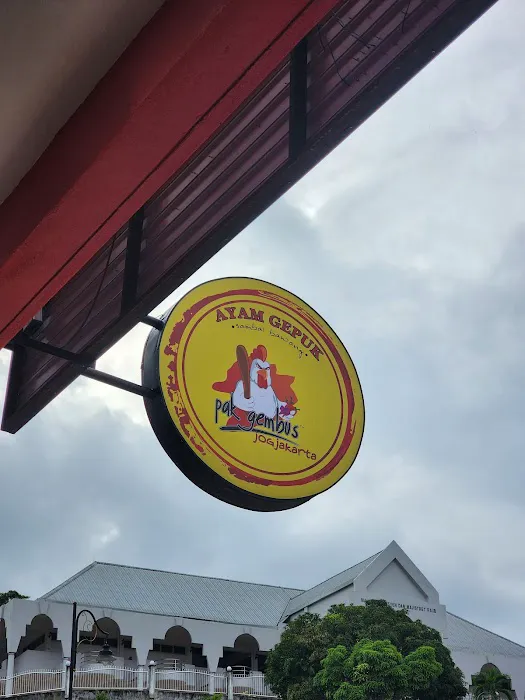 AYAM GEPUK
•sambal bawang•
pak gembus
jogjakarta